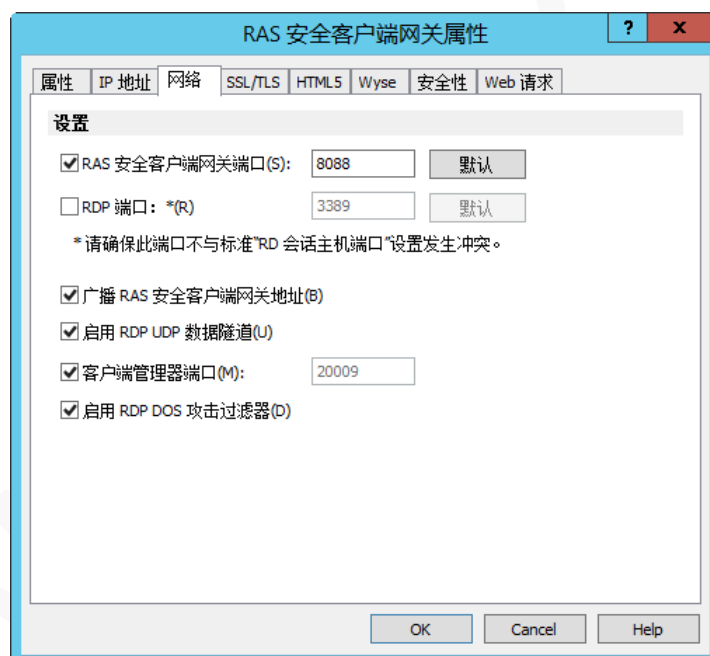 RAS 安全客户端网关属性
? x
属性 IP 地址 网络 SSL/TLS HTML5 Wyse 安全性 Web 请求
设置
RAS 安全客户端网关端口(S): 8088 默认
RDP 端口：*(R) 3389 默认
*请确保此端口不与标准"RD 会话主机端口"设置发生冲突。
广播 RAS 安全客户端网关地址(B)
启用 RDP UDP 数据隧道(U)
客户端管理器端口(M): 20009
启用 RDP DOS 攻击过滤器(D)
OK Cancel Help